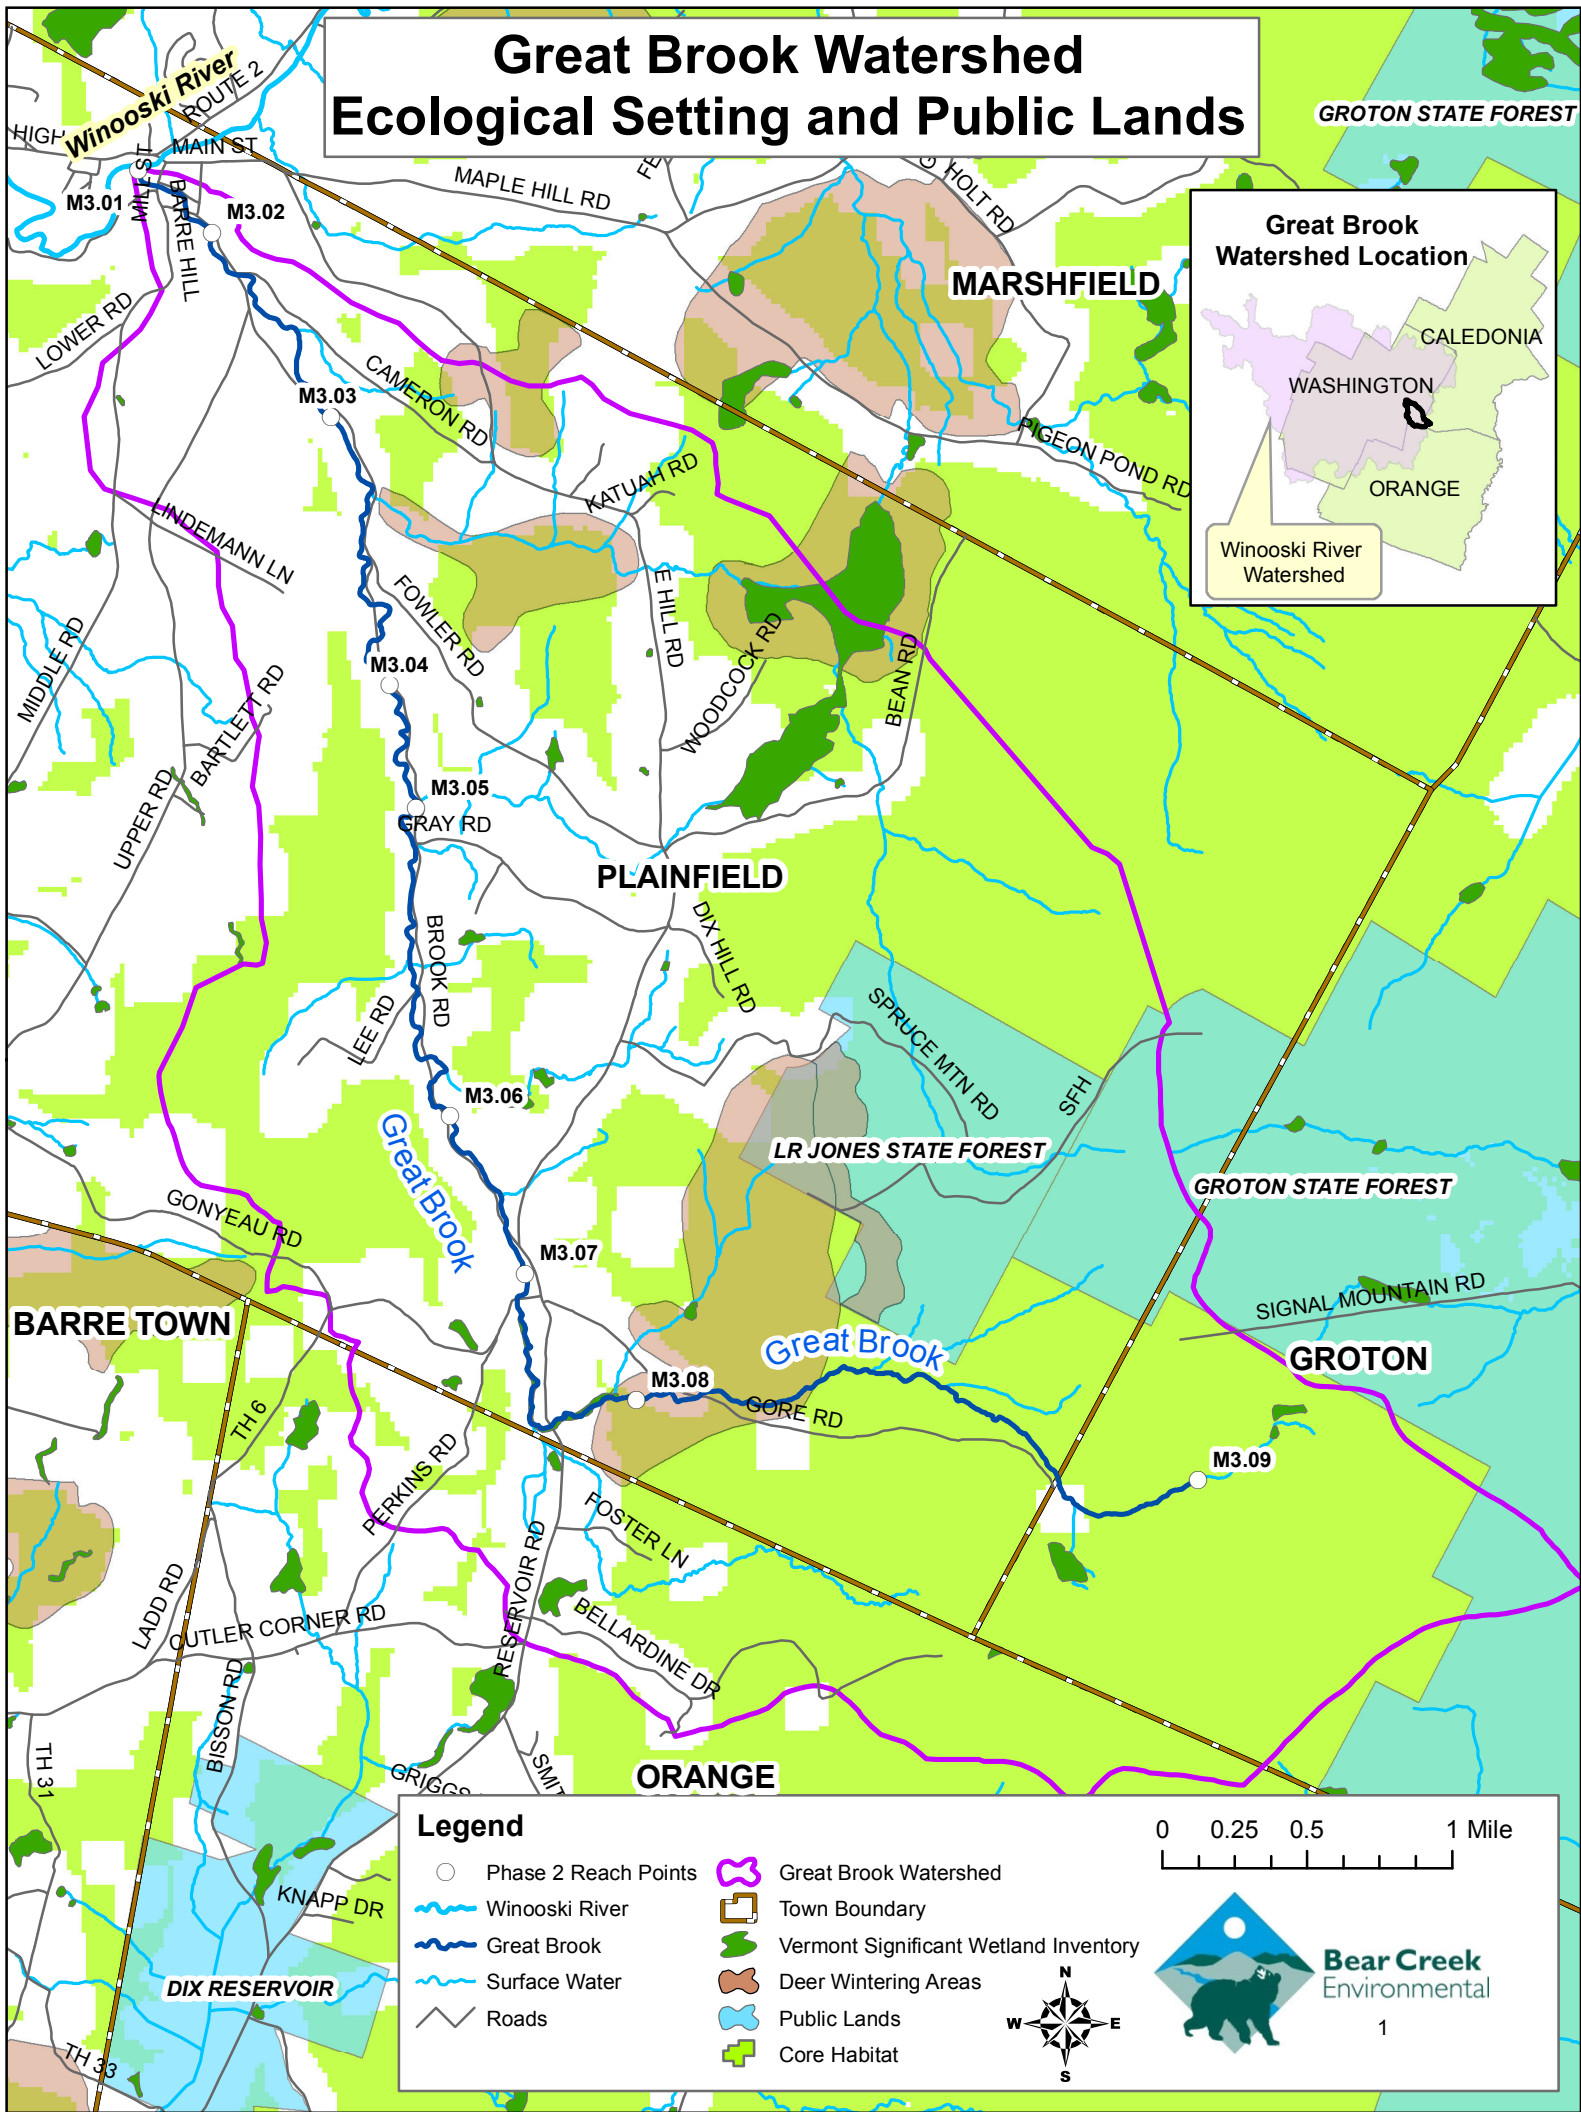 Great Brook Watershed
Ecological Setting and Public Lands
GROTON STATE FOREST
Winooski River
ROUTE 2
HIGH
MAIN ST
MILL ST
BARRE HILL
MAPLE HILL RD
FE
HOLT RD
M3.01
M3.02
MARSHFIELD
Great Brook
Watershed Location
CALEDONIA
WASHINGTON
ORANGE
Winooski River
Watershed
LOWER RD
M3.03
CAMERON RD
PIGEON POND RD
KATUAH RD
LINDEMANN LN
FOWLER RD
E HILL RD
WOODCOCK RD
BEAN RD
MIDDLE RD
M3.04
BARTLETT RD
UPPER RD
M3.05
GRAY RD
PLAINFIELD
DIX HILL RD
BROOK RD
LEE RD
SPRUCE MTN RD
SFH
M3.06
Great Brook
LR JONES STATE FOREST
GROTON STATE FOREST
GONYEAU RD
M3.07
SIGNAL MOUNTAIN RD
BARRE TOWN
Great Brook
GROTON
M3.08
GORE RD
TH 6
M3.09
PERKINS RD
FOSTER LN
RESERVOIR RD
LADD RD
CUTLER CORNER RD
BELLARDINE DR
BISSON RD
TH 31
GRIGGS
SMIT
ORANGE
KNAPP DR
DIX RESERVOIR
TH 33
Legend
Phase 2 Reach Points
Winooski River
Great Brook
Surface Water
Roads
Great Brook Watershed
Town Boundary
Vermont Significant Wetland Inventory
Deer Wintering Areas
Public Lands
Core Habitat
0 0.25 0.5 1 Mile
N
W E
S
Bear Creek
Environmental
1